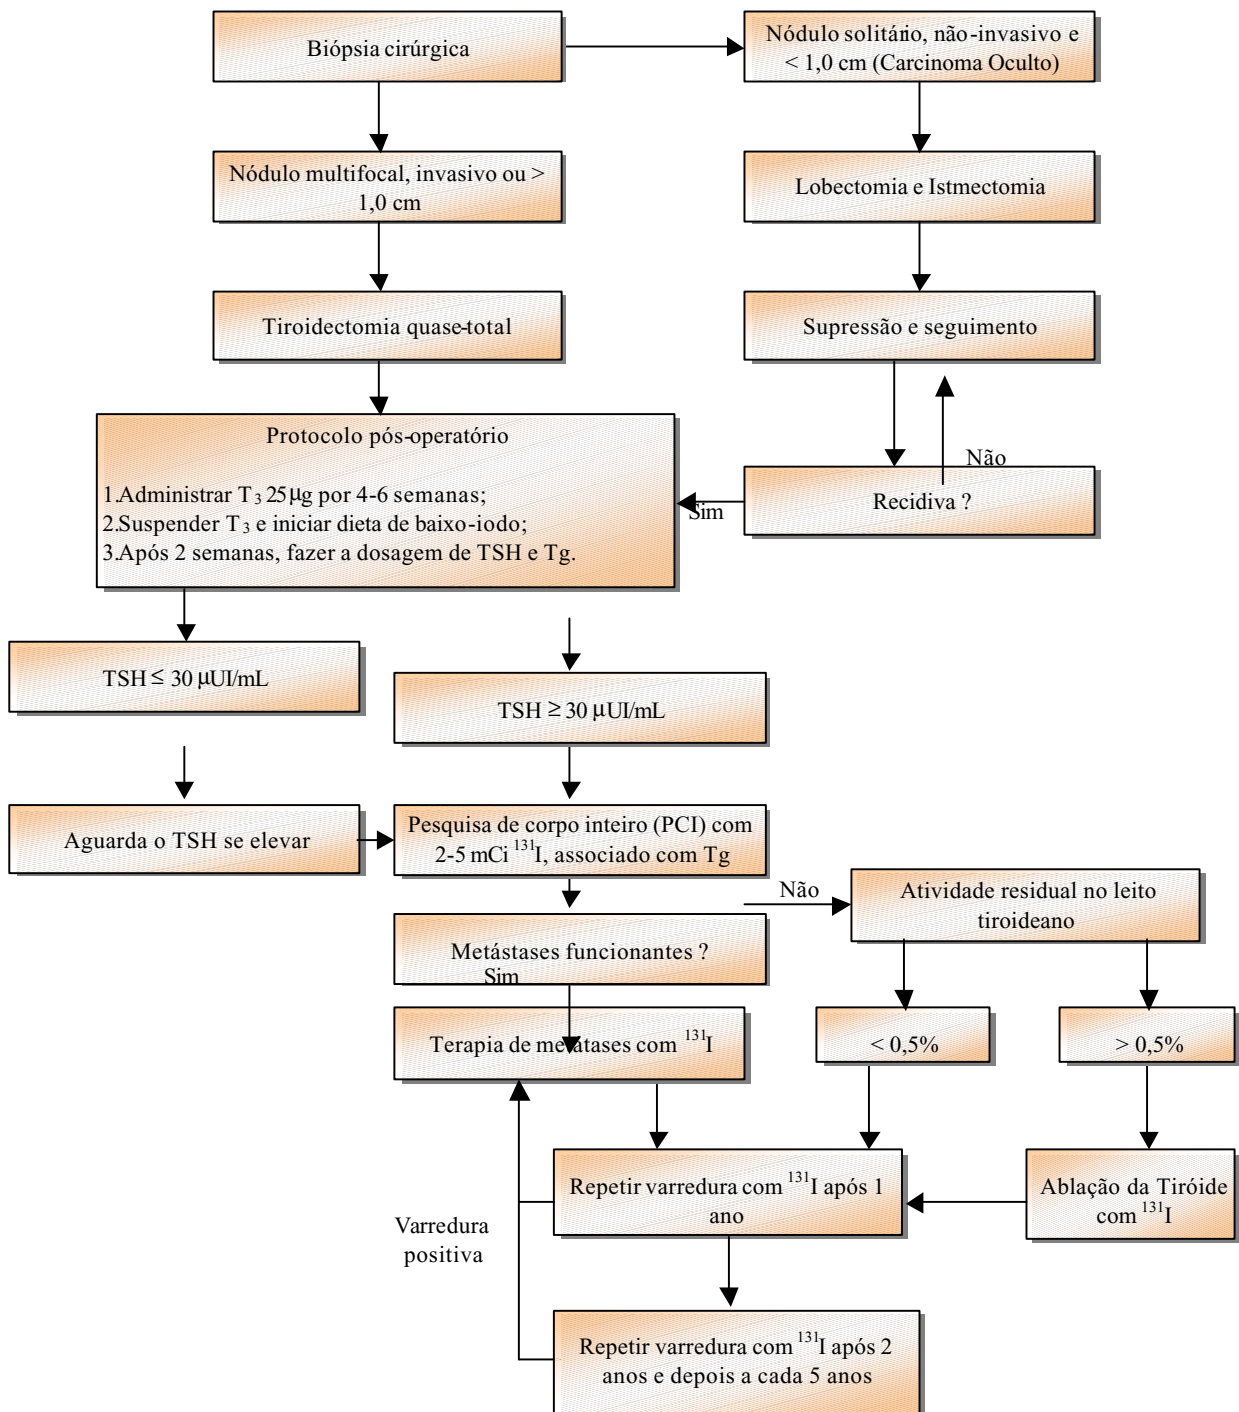 Biópsia cirúrgica
Nódulo solitário, não-invasivo e
< 1,0 cm (Carcinoma Oculto)
Nódulo multifocal, invasivo ou >
1,0 cm
Lobectomia e Istmectomia
Tiroidectomia quase-total
Supressão e seguimento
Protocolo pós-operatório
1.Administrar T₃ 25μg por 4-6 semanas;
2.Suspender T₃ e iniciar dieta de baixo-iodo;
3.Após 2 semanas, fazer a dosagem de TSH e Tg.
Não
Sim
Recidiva ?
TSH ≤ 30 μUI/mL
TSH ≥ 30 μUI/mL
Aguarda o TSH se elevar
Pesquisa de corpo inteiro (PCI) com
2-5 mCi ¹³¹I, associado com Tg
Não
Atividade residual no leito
tiroideano
Metástases funcionantes ?
Sim
Terapia de metátases com ¹³¹I
< 0,5%
> 0,5%
Repetir varredura com ¹³¹I após 1
ano
Ablação da Tiróide
com ¹³¹I
Varredura
positiva
Repetir varredura com ¹³¹I após 2
anos e depois a cada 5 anos